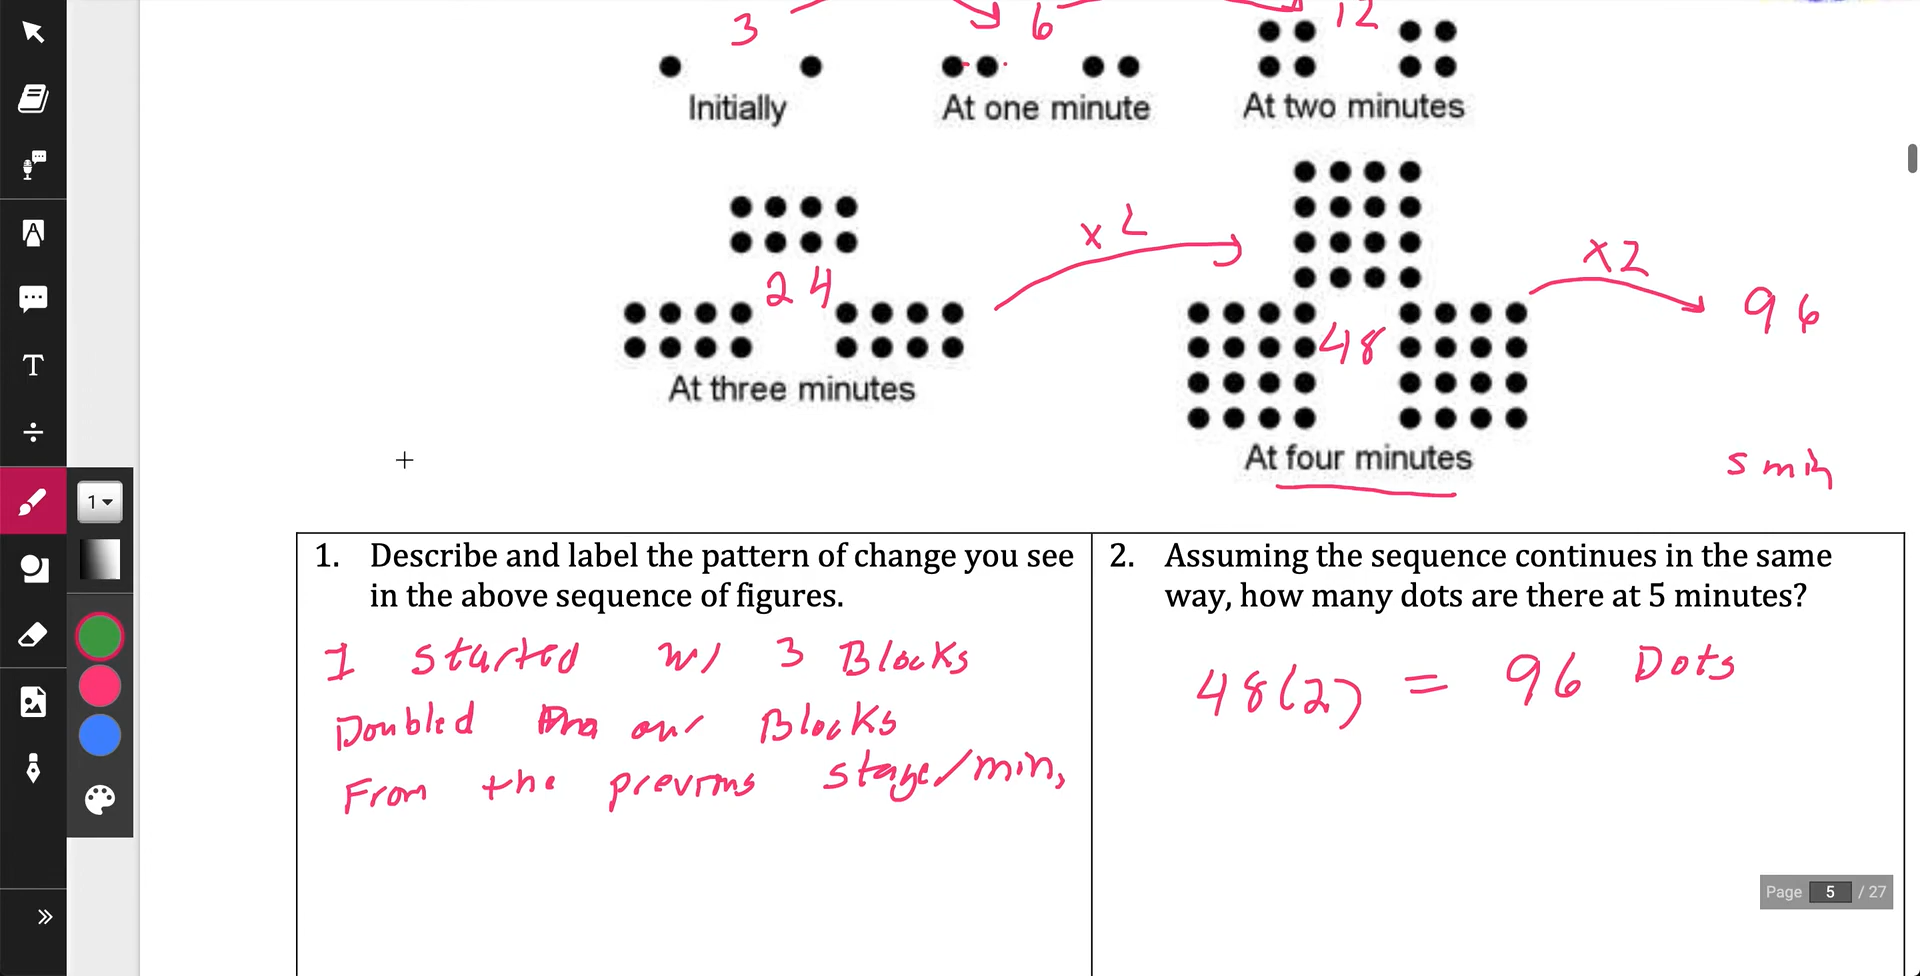 3 6 12
Initially At one minute At two minutes
x2
x2
24
96
48
At three minutes
At four minutes
5 min
1. Describe and label the pattern of change you see
in the above sequence of figures.
I started w/ 3 Blocks
Doubled our Blocks
From the previous stage/min,
2. Assuming the sequence continues in the same
way, how many dots are there at 5 minutes?
48(2) = 96 Dots
T
1
Page 5 / 27